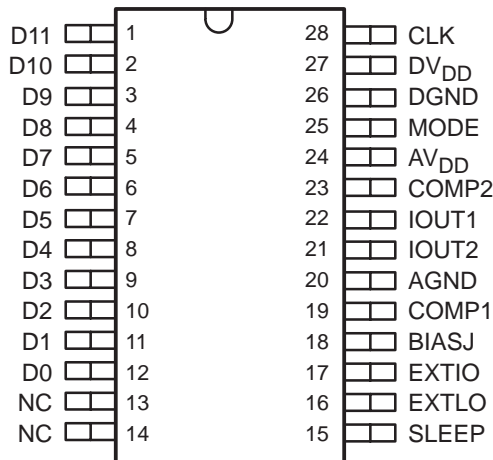 D11 1 28 CLK
D10 2 27 DVDD
D9 3 26 DGND
D8 4 25 MODE
D7 5 24 AVDD
D6 6 23 COMP2
D5 7 22 IOUT1
D4 8 21 IOUT2
D3 9 20 AGND
D2 10 19 COMP1
D1 11 18 BIASJ
D0 12 17 EXTIO
NC 13 16 EXTLO
NC 14 15 SLEEP